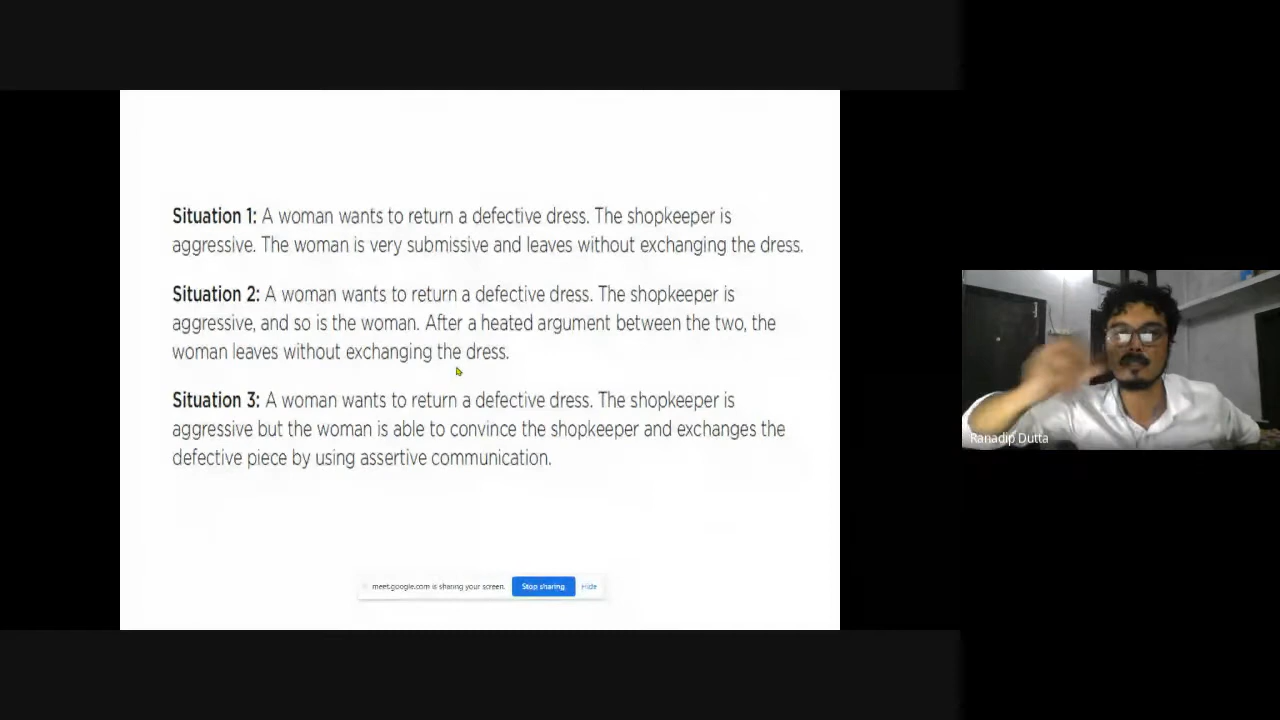 Situation 1: A woman wants to return a defective dress. The shopkeeper is
aggressive. The woman is very submissive and leaves without exchanging the dress.
Situation 2: A woman wants to return a defective dress. The shopkeeper is
aggressive, and so is the woman. After a heated argument between the two, the
woman leaves without exchanging the dress.
Situation 3: A woman wants to return a defective dress. The shopkeeper is
aggressive but the woman is able to convince the shopkeeper and exchanges the
defective piece by using assertive communication.
meet.google.com is sharing your screen. Stop sharing Hide
Ranadip Dutta